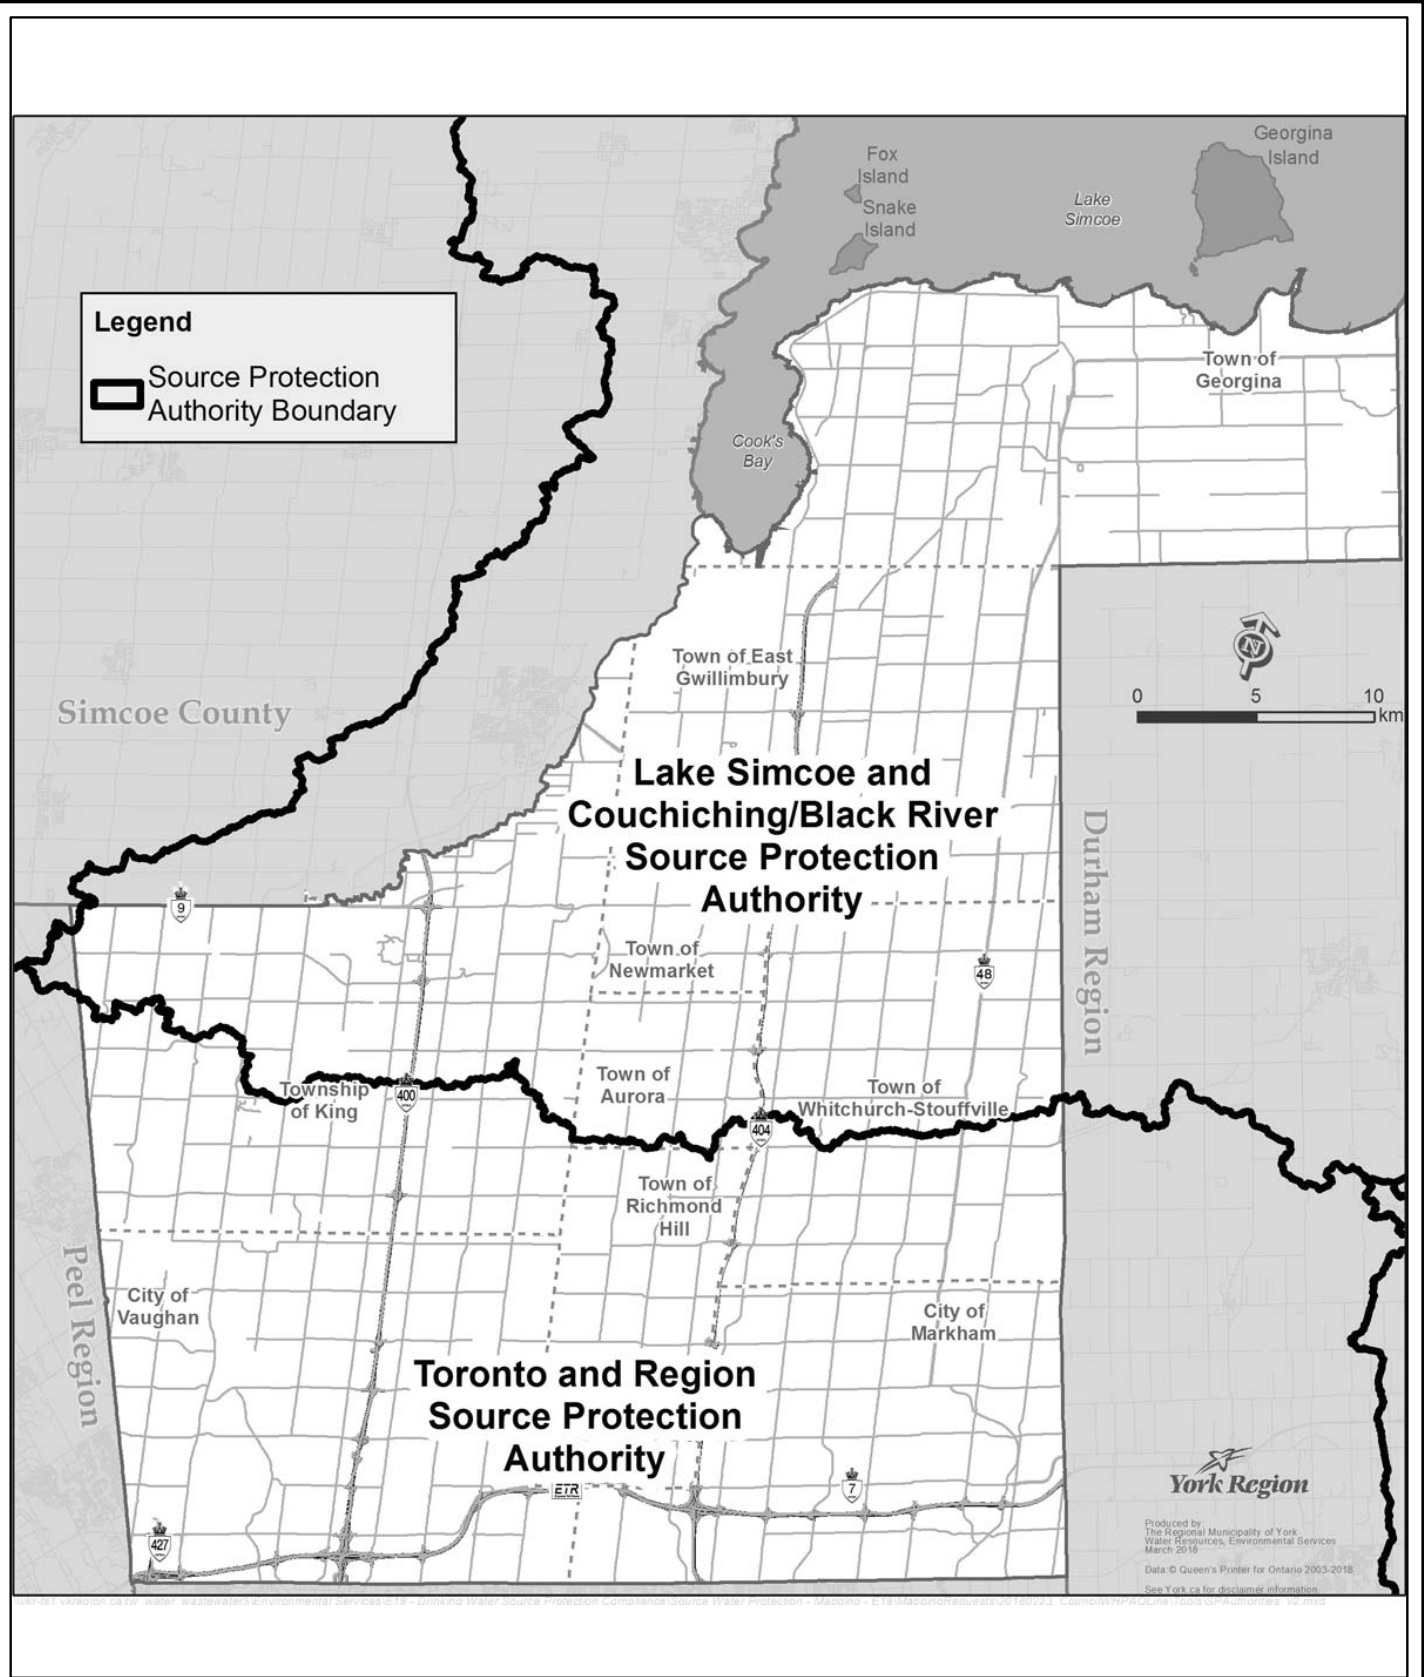 Georgina
Island
Fox
Island
Snake
Island
Lake
Simcoe
Legend
Source Protection
Authority Boundary
Town of
Georgina
Cook's
Bay
N
Town of East
Gwillimbury
0 5 10
km
Simcoe County
Lake Simcoe and
Couchiching/Black River
Source Protection
Authority
Durham Region
9
Town of
Newmarket
48
Town of
Aurora
Township
of King
400
Town of
Whitchurch-Stouffville
404
Town of
Richmond
Hill
Peel Region
City of
Vaughan
City of
Markham
Toronto and Region
Source Protection
Authority
ETR
7
427
York Region
Produced by:
The Regional Municipality of York
Water Resources, Environmental Services
March 2018
Data:© Queen's Printer for Ontario 2003-2018
See York.ca for disclaimer information.